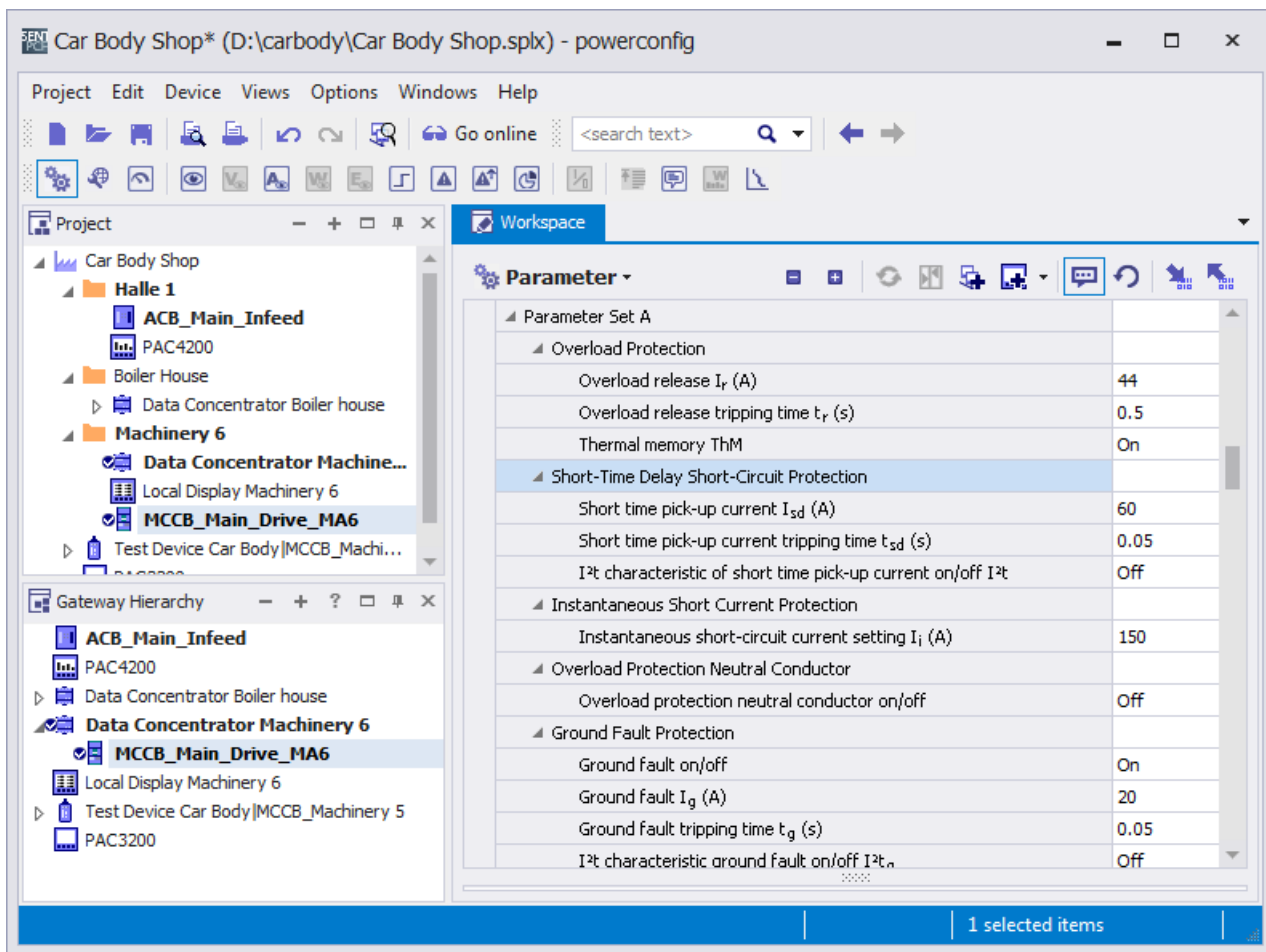 Car Body Shop* (D:\carbody\Car Body Shop.splx) - powerconfig
Project Edit Device Views Options Windows Help
Go online <search text>
Project
Car Body Shop
Halle 1
ACB_Main_Infeed
PAC4200
Boiler House
Data Concentrator Boiler house
Machinery 6
Data Concentrator Machine...
Local Display Machinery 6
MCCB_Main_Drive_MA6
Test Device Car Body|MCCB_Machi...
Gateway Hierarchy
ACB_Main_Infeed
PAC4200
Data Concentrator Boiler house
Data Concentrator Machinery 6
MCCB_Main_Drive_MA6
Local Display Machinery 6
Test Device Car Body|MCCB_Machinery 5
PAC3200
Workspace
Parameter
Parameter Set A
Overload Protection
Overload release Ir (A) 44
Overload release tripping time tr (s) 0.5
Thermal memory ThM On
Short-Time Delay Short-Circuit Protection
Short time pick-up current Isd (A) 60
Short time pick-up current tripping time tsd (s) 0.05
I²t characteristic of short time pick-up current on/off I²t Off
Instantaneous Short Current Protection
Instantaneous short-circuit current setting Ii (A) 150
Overload Protection Neutral Conductor
Overload protection neutral conductor on/off Off
Ground Fault Protection
Ground fault on/off On
Ground fault Ig (A) 20
Ground fault tripping time tg (s) 0.05
I²t characteristic ground fault on/off I²tg Off
1 selected items